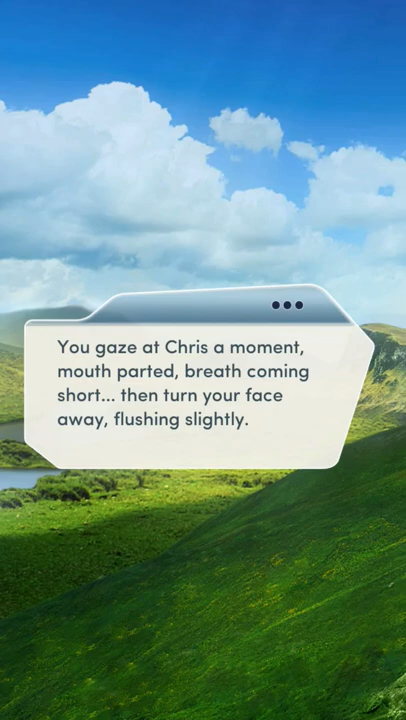 You gaze at Chris a moment,
mouth parted, breath coming
short... then turn your face
away, flushing slightly.